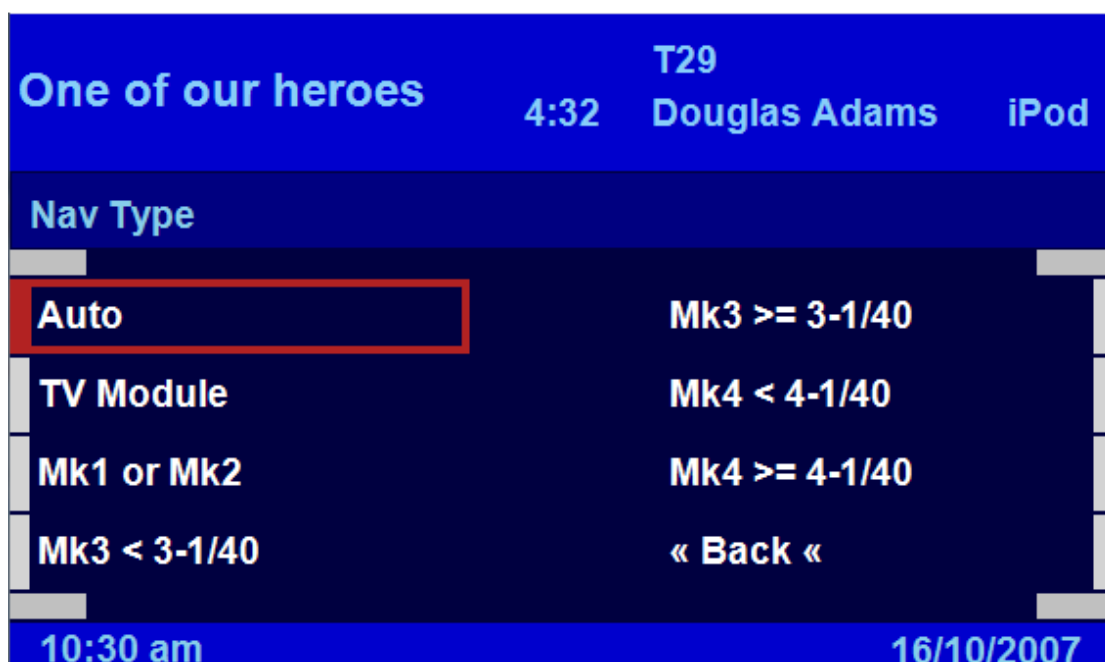 T29
One of our heroes 4:32 Douglas Adams iPod
Nav Type
Auto Mk3 >= 3-1/40
TV Module Mk4 < 4-1/40
Mk1 or Mk2 Mk4 >= 4-1/40
Mk3 < 3-1/40 « Back «
10:30 am 16/10/2007